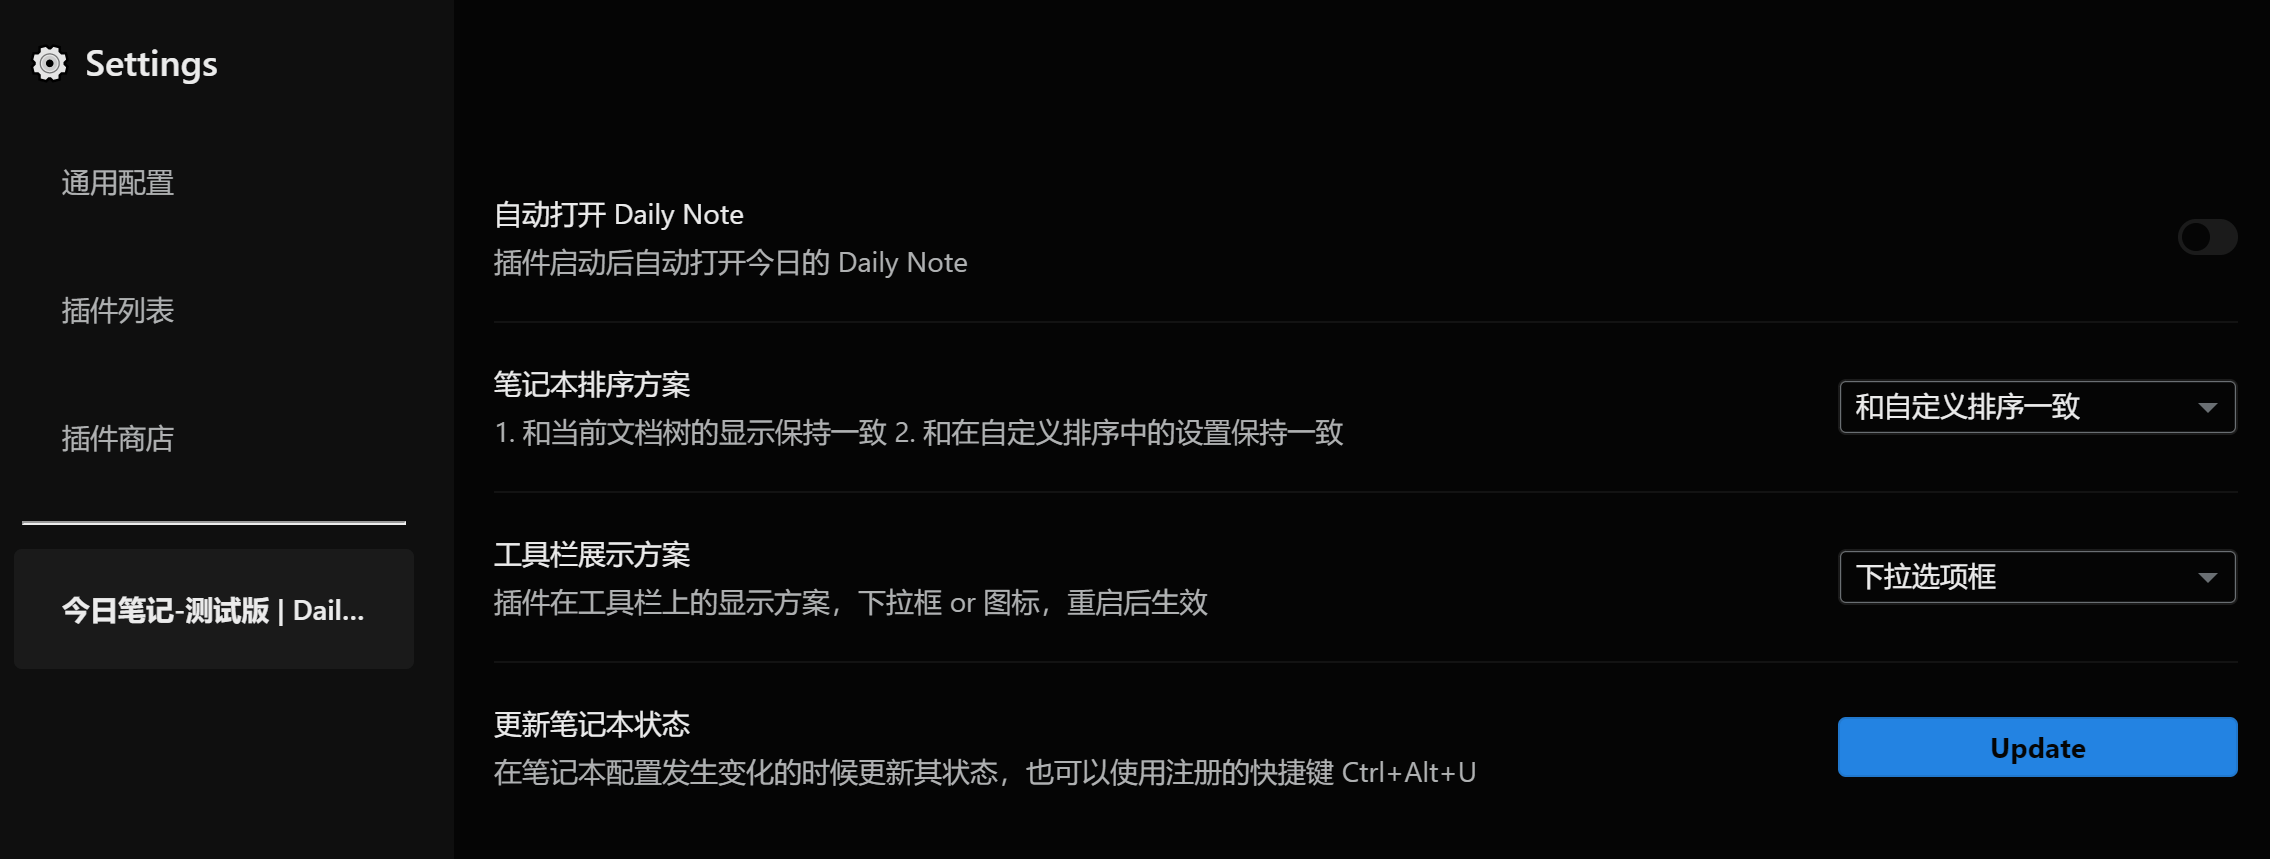 Settings
通用配置
插件列表
插件商店
今日笔记-测试版 | Dail...
自动打开 Daily Note
插件启动后自动打开今日的 Daily Note
笔记本排序方案
1. 和当前文档树的显示保持一致 2. 和在自定义排序中的设置保持一致
和自定义排序一致
工具栏展示方案
插件在工具栏上的显示方案，下拉框 or 图标，重启后生效
下拉选项框
更新笔记本状态
在笔记本配置发生变化的时候更新其状态，也可以使用注册的快捷键 Ctrl+Alt+U
Update